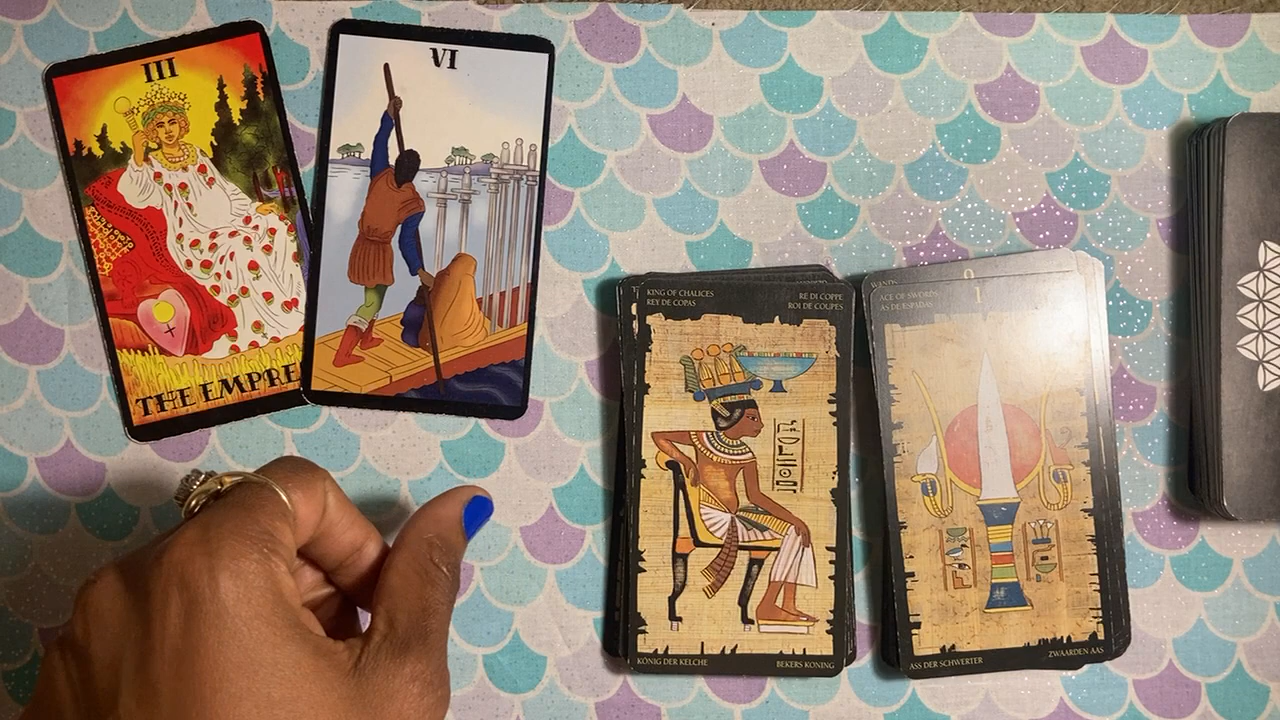 III
THE EMPRE
VI
KING OF CHALICES
REY DE COPAS
RE DI COPPE
ROI DE COUPES
KÖNIG DER KELCHE
BEKERS KONING
WANDS
I
ACE OF SWORDS
AS DE ESPADAS
ASS DER SCHWERTER
ZWAARDEN AAS